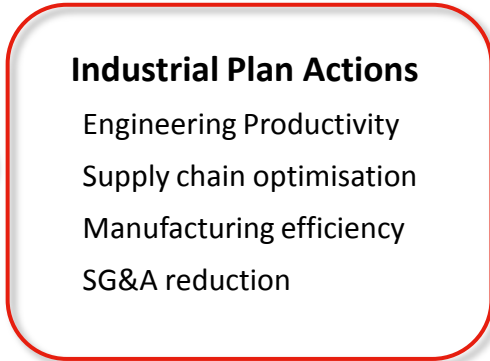 Industrial Plan Actions
Engineering Productivity
Supply chain optimisation
Manufacturing efficiency
SG&A reduction